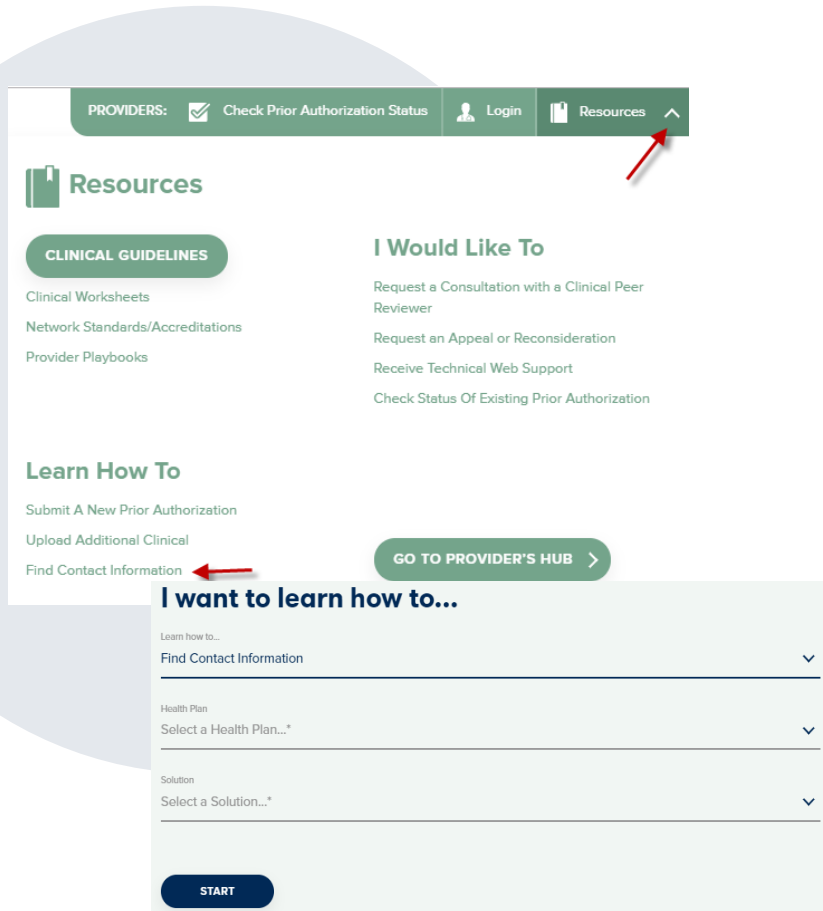 PROVIDERS: Check Prior Authorization Status Login Resources
Resources
CLINICAL GUIDELINES
Clinical Worksheets
Network Standards/Accreditations
Provider Playbooks
I Would Like To
Request a Consultation with a Clinical Peer
Reviewer
Request an Appeal or Reconsideration
Receive Technical Web Support
Check Status Of Existing Prior Authorization
Learn How To
Submit A New Prior Authorization
Upload Additional Clinical
Find Contact Information
GO TO PROVIDER'S HUB
I want to learn how to...
Learn how to...
Find Contact Information
Health Plan
Select a Health Plan...*
Solution
Select a Solution...*
START